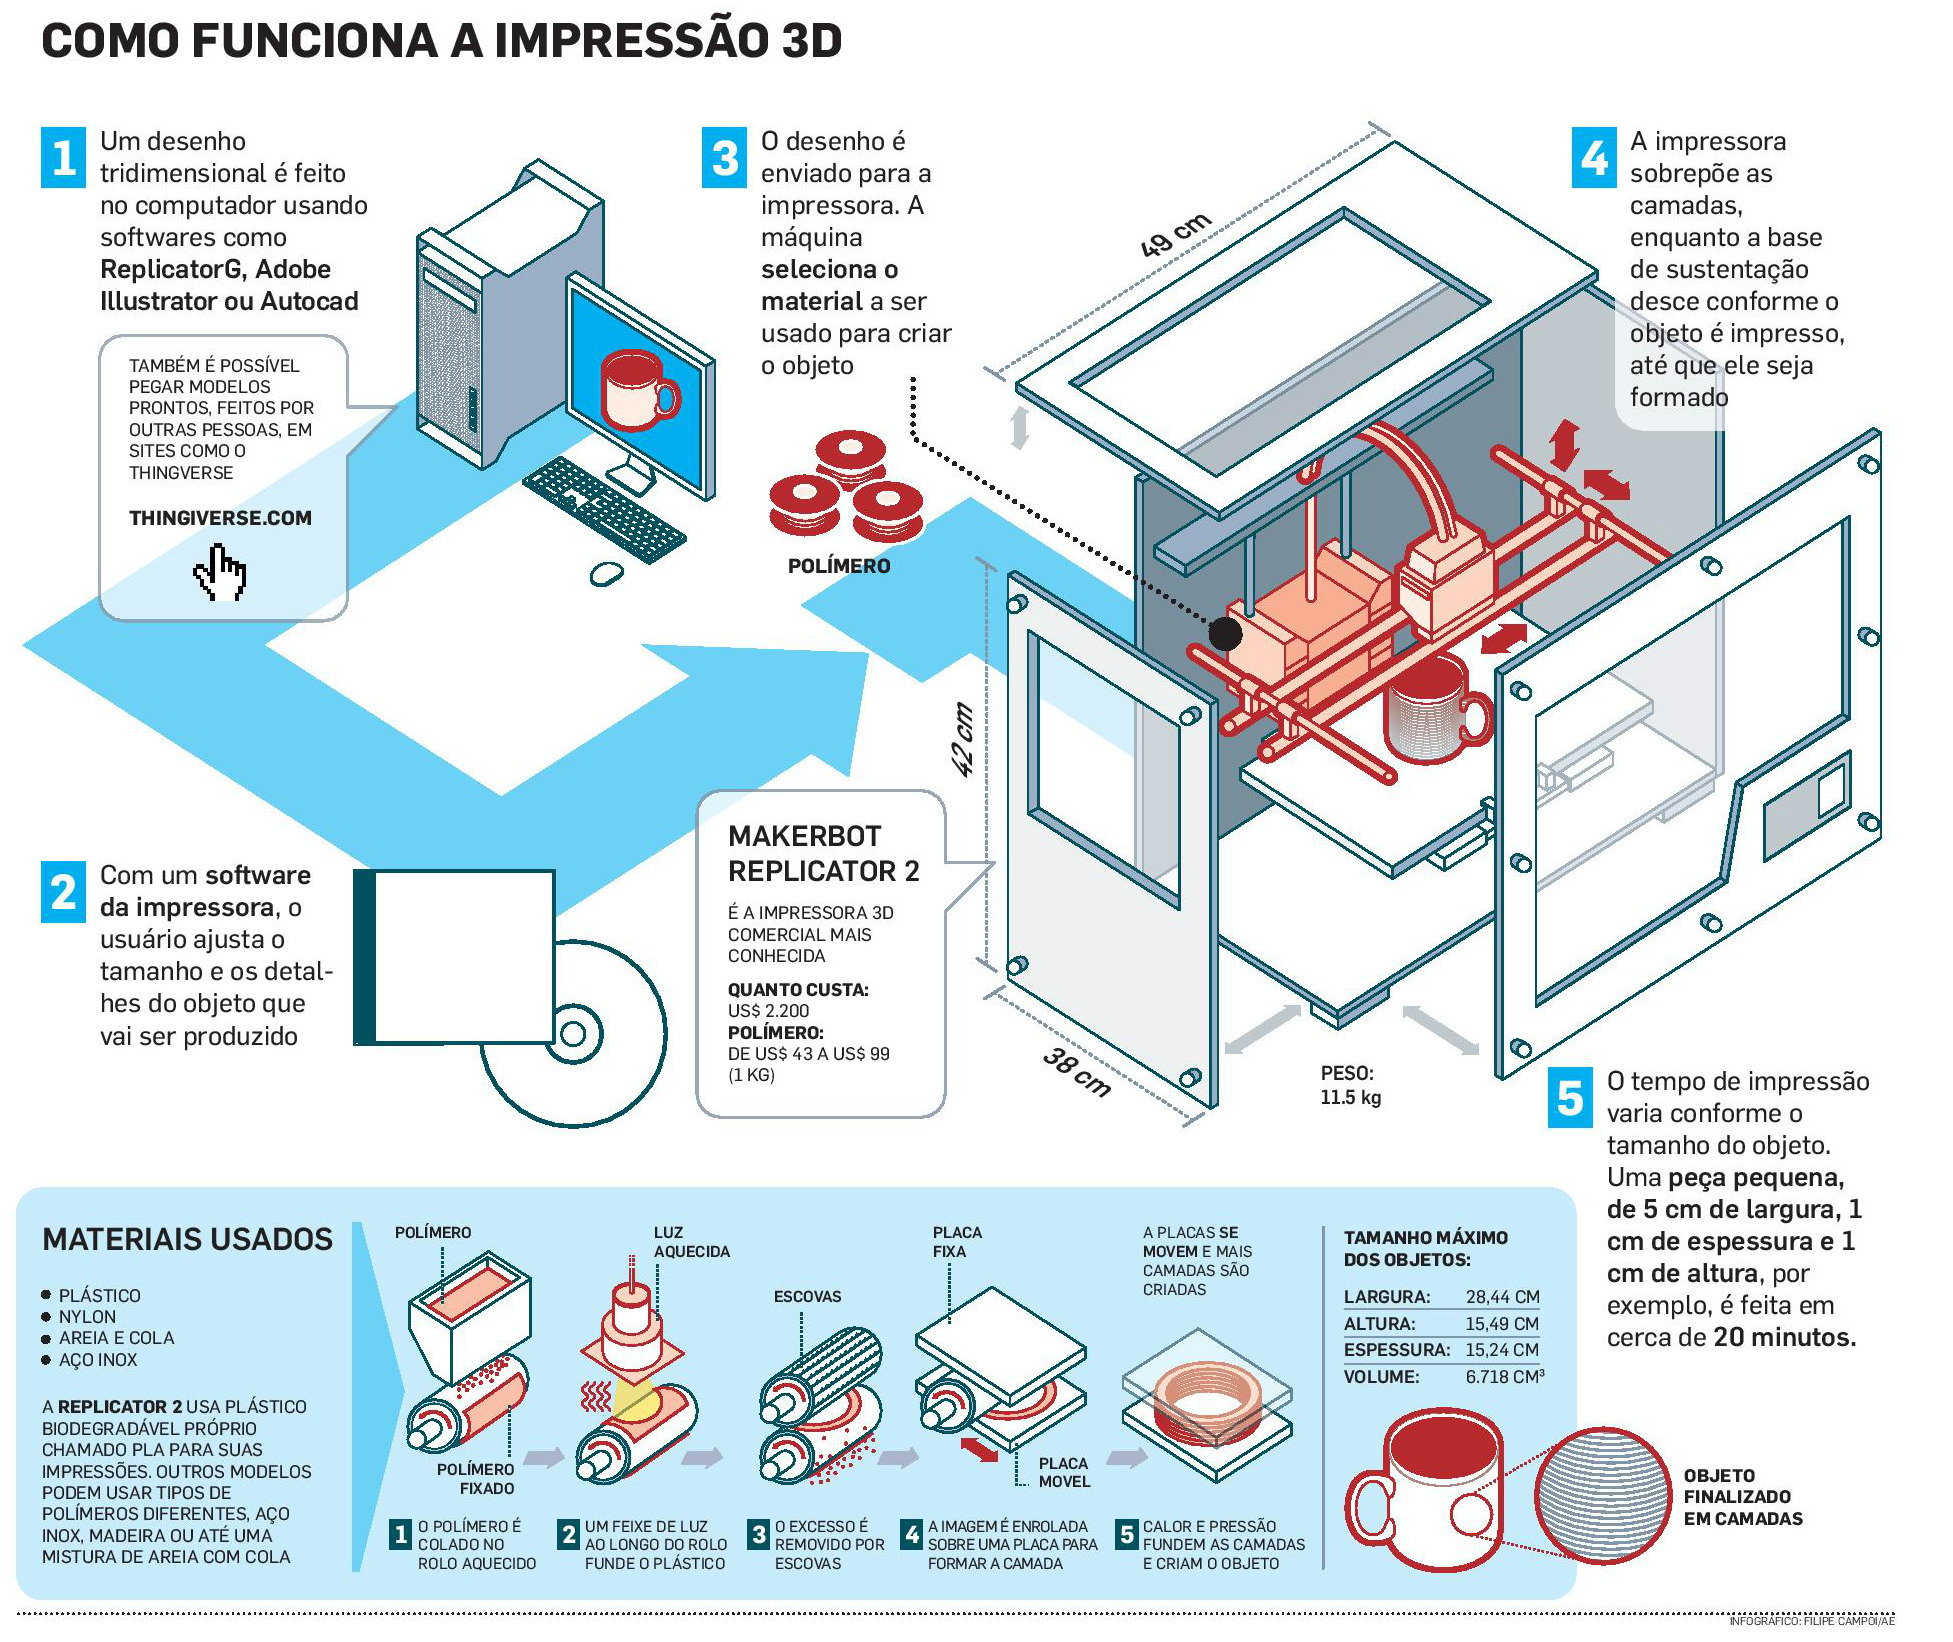 COMO FUNCIONA A IMPRESSÃO 3D
1
Um desenho
tridimensional é feito
no computador usando
softwares como
ReplicatorG, Adobe
Illustrator ou Autocad
TAMBÉM É POSSÍVEL
PEGAR MODELOS
PRONTOS, FEITOS POR
OUTRAS PESSOAS, EM
SITES COMO O
THINGVERSE
THINGIVERSE.COM
2
Com um software
da impressora, o
usuário ajusta o
tamanho e os detal-
hes do objeto que
vai ser produzido
3
O desenho é
enviado para a
impressora. A
máquina
seleciona o
material a ser
usado para criar
o objeto
POLÍMERO
49 cm
42 cm
38 cm
MAKERBOT
REPLICATOR 2
É A IMPRESSORA 3D
COMERCIAL MAIS
CONHECIDA
QUANTO CUSTA:
US$ 2.200
POLÍMERO:
DE US$ 43 A US$ 99
(1 KG)
PESO:
11.5 kg
4
A impressora
sobrepõe as
camadas,
enquanto a base
de sustentação
desce conforme o
objeto é impresso,
até que ele seja
formado
5
O tempo de impressão
varia conforme o
tamanho do objeto.
Uma peça pequena,
de 5 cm de largura, 1
cm de espessura e 1
cm de altura, por
exemplo, é feita em
cerca de 20 minutos.
MATERIAIS USADOS
● PLÁSTICO
● NYLON
● AREIA E COLA
● AÇO INOX
A REPLICATOR 2 USA PLÁSTICO
BIODEGRADÁVEL PRÓPRIO
CHAMADO PLA PARA SUAS
IMPRESSÕES. OUTROS MODELOS
PODEM USAR TIPOS DE
POLÍMEROS DIFERENTES, AÇO
INOX, MADEIRA OU ATÉ UMA
MISTURA DE AREIA COM COLA
POLÍMERO
POLÍMERO
FIXADO
1 O POLÍMERO É
COLADO NO
ROLO AQUECIDO
LUZ
AQUECIDA
2 UM FEIXE DE LUZ
AO LONGO DO ROLO
FUNDE O PLÁSTICO
ESCOVAS
3 O EXCESSO É
REMOVIDO POR
ESCOVAS
PLACA
FIXA
PLACA
MOVEL
4 A IMAGEM É ENROLADA
SOBRE UMA PLACA PARA
FORMAR A CAMADA
A PLACAS SE
MOVEM E MAIS
CAMADAS SÃO
CRIADAS
5 CALOR E PRESSÃO
FUNDEM AS CAMADAS
E CRIAM O OBJETO
TAMANHO MÁXIMO
DOS OBJETOS:
LARGURA: 28,44 CM
ALTURA: 15,49 CM
ESPESSURA: 15,24 CM
VOLUME: 6.718 CM³
OBJETO
FINALIZADO
EM CAMADAS
INFOGRÁFICO: FILIPE CAMPOI/AE